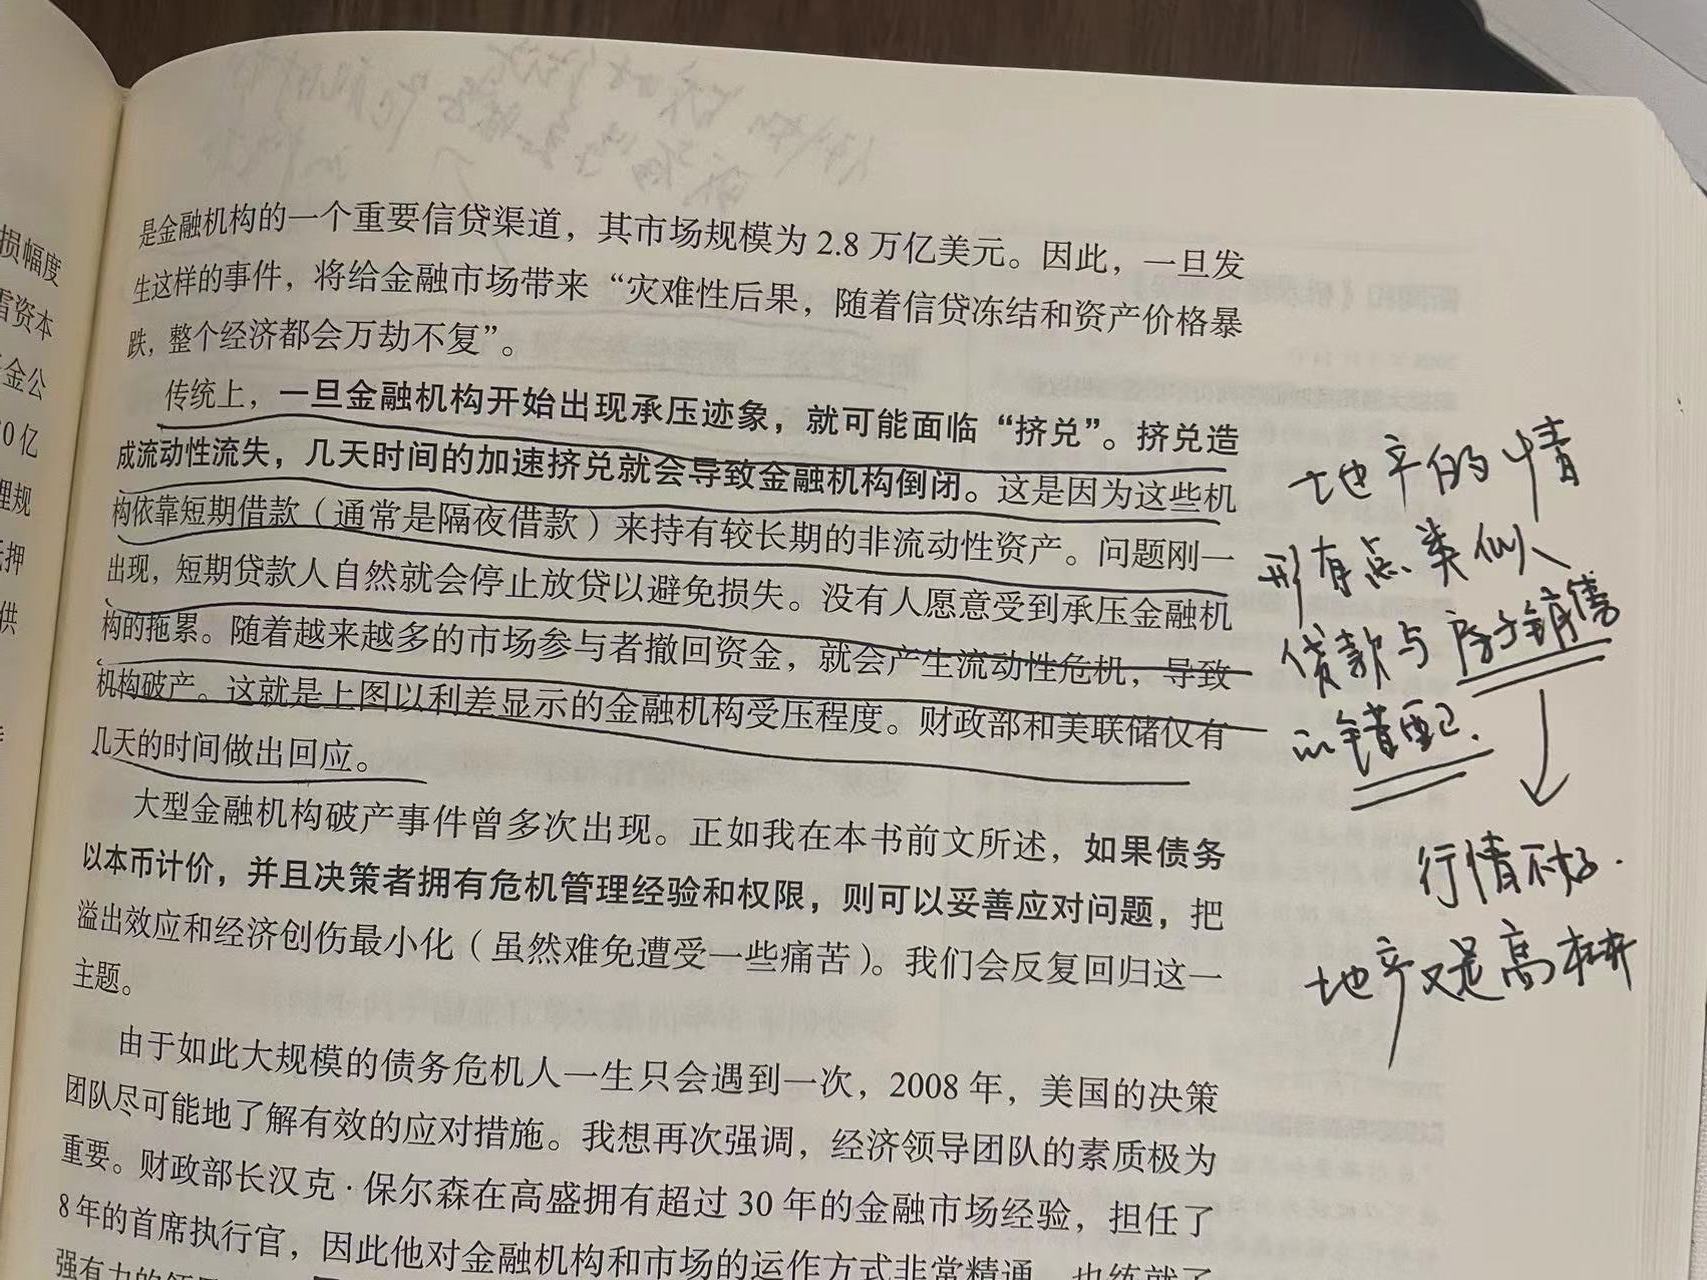 是金融机构的一个重要信贷渠道，其市场规模为 2.8 万亿美元。因此，一旦发
生这样的事件，将给金融市场带来“灾难性后果，随着信贷冻结和资产价格暴
跌，整个经济都会万劫不复”。
传统上，一旦金融机构开始出现承压迹象，就可能面临“挤兑”。挤兑造
成流动性流失，几天时间的加速挤兑就会导致金融机构倒闭。这是因为这些机
构依靠短期借款（通常是隔夜借款）来持有较长期的非流动性资产。问题刚一
出现，短期贷款人自然就会停止放贷以避免损失。没有人愿意受到承压金融机
构的拖累。随着越来越多的市场参与者撤回资金，就会产生流动性危机，导致
机构破产。这就是上图以利差显示的金融机构受压程度。财政部和美联储仅有
几天的时间做出回应。
大型金融机构破产事件曾多次出现。正如我在本书前文所述，如果债务
以本币计价，并且决策者拥有危机管理经验和权限，则可以妥善应对问题，把
溢出效应和经济创伤最小化（虽然难免遭受一些痛苦）。我们会反复回归这一
主题。
由于如此大规模的债务危机人一生只会遇到一次，2008 年，美国的决策
团队尽可能地了解有效的应对措施。我想再次强调，经济领导团队的素质极为
重要。财政部长汉克·保尔森在高盛拥有超过 30 年的金融市场经验，担任了
8 年的首席执行官，因此他对金融机构和市场的运作方式非常精通，也练就了
强有力的领
地产的情
形有点类似
贷款与房子销售
的错配.
行情不好.
地产又是高杠杆
损幅度
雷资本
金公
0 亿
理规
押
供